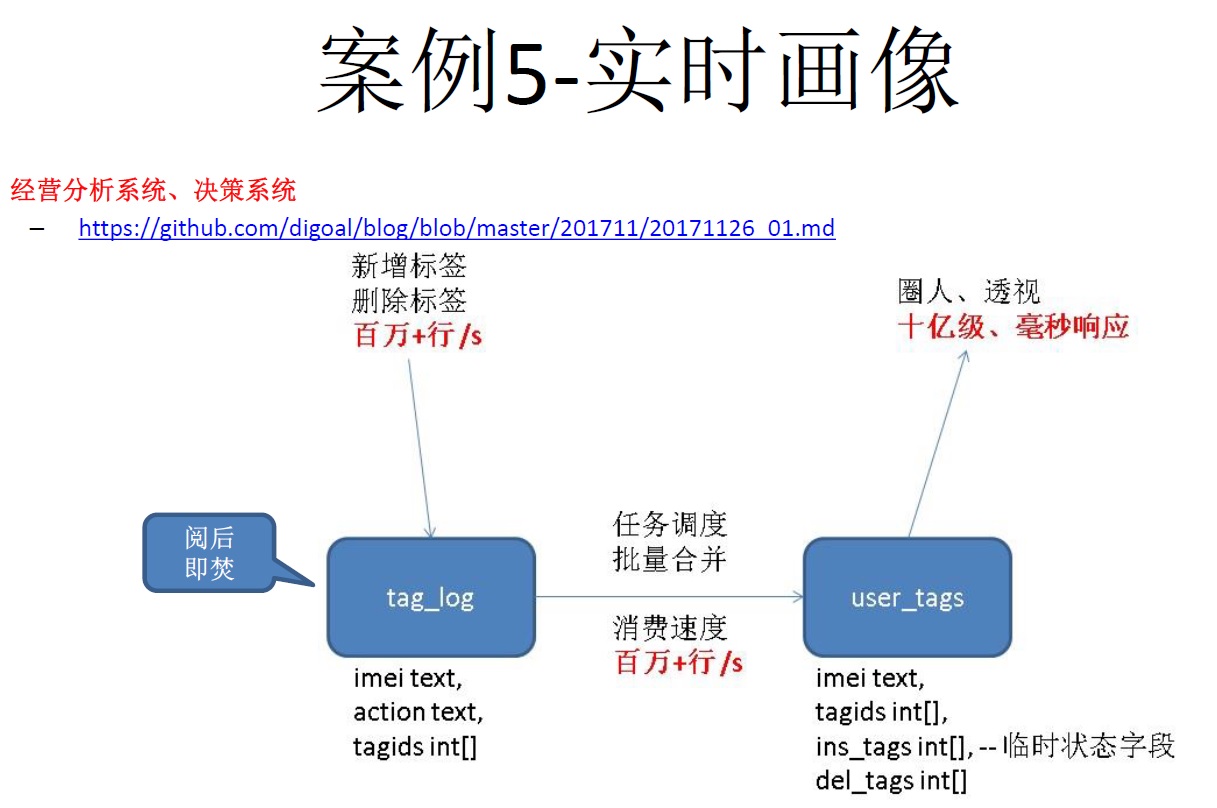 案例5-实时画像
经营分析系统、决策系统
– https://github.com/digoal/blog/blob/master/201711/20171126_01.md
新增标签
删除标签
百万+行/s
圈人、透视
十亿级、毫秒响应
阅后
即焚
tag_log
任务调度
批量合并
消费速度
百万+行/s
user_tags
imei text,
action text,
tagids int[]
imei text,
tagids int[],
ins_tags int[], -- 临时状态字段
del_tags int[]